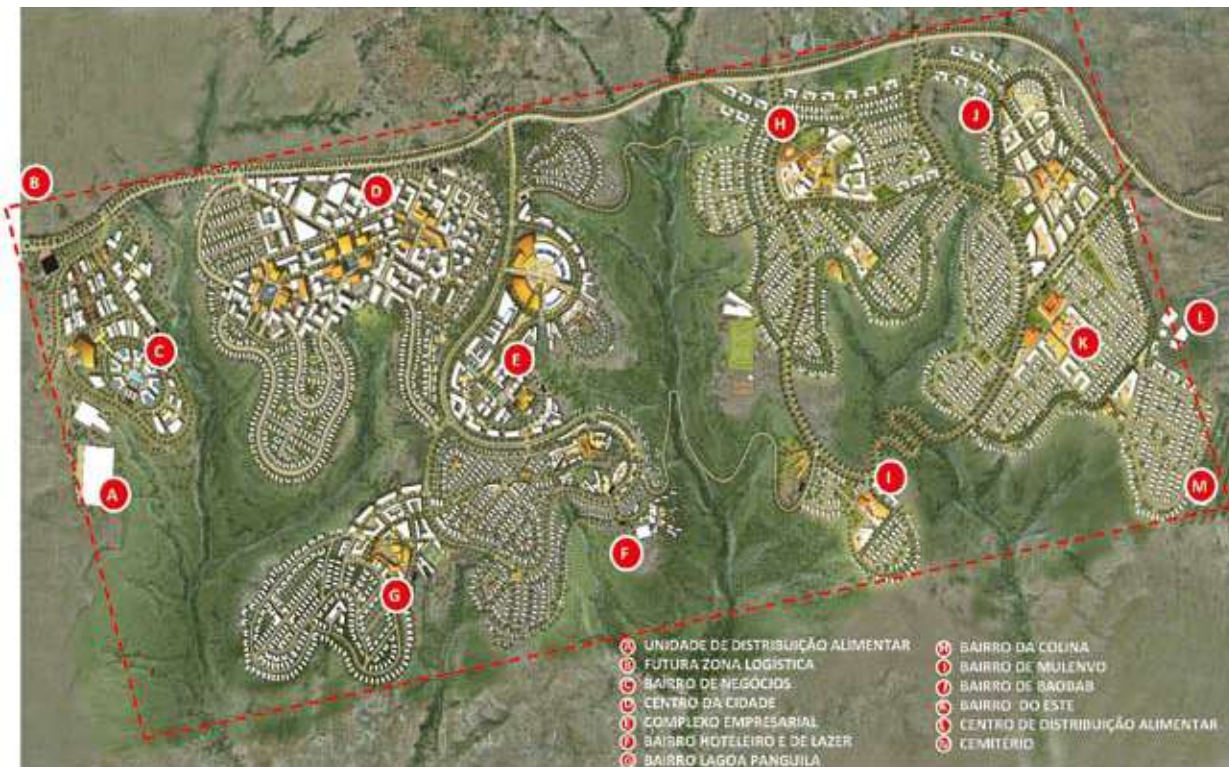 B
H
J
D
C
E
L
K
A
I
M
F
G
A UNIDADE DE DISTRIBUIÇÃO ALIMENTAR
B FUTURA ZONA LOGÍSTICA
C BAIRRO DE NEGÓCIOS
D CENTRO DA CIDADE
E COMPLEXO EMPRESARIAL
F BAIRRO HOTELEIRO E DE LAZER
G BAIRRO LAGOA PANGUILA
H BAIRRO DA COLINA
I BAIRRO DE MULENVO
J BAIRRO DE BAOBAB
K BAIRRO DO ESTE
L CENTRO DE DISTRIBUIÇÃO ALIMENTAR
M CEMITÉRIO